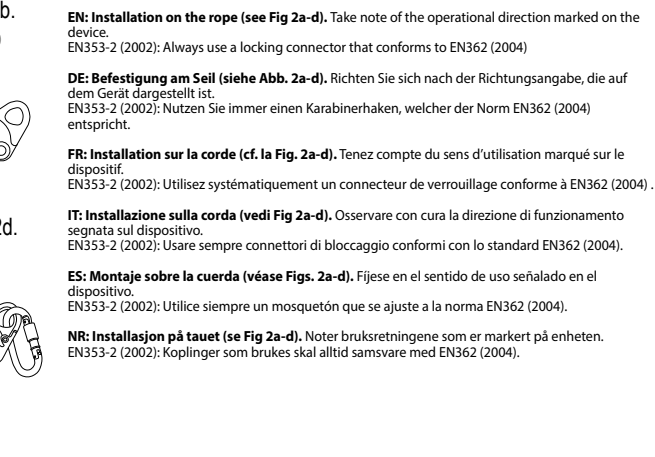 b.
EN: Installation on the rope (see Fig 2a-d). Take note of the operational direction marked on the
device.
EN353-2 (2002): Always use a locking connector that conforms to EN362 (2004)
DE: Befestigung am Seil (siehe Abb. 2a-d). Richten Sie sich nach der Richtungsangabe, die auf
dem Gerät dargestellt ist.
EN353-2 (2002): Nutzen Sie immer einen Karabinerhaken, welcher der Norm EN362 (2004)
entspricht.
FR: Installation sur la corde (cf. la Fig. 2a-d). Tenez compte du sens d’utilisation marqué sur le
dispositif.
EN353-2 (2002): Utilisez systématiquement un connecteur de verrouillage conforme à EN362 (2004) .
2d.
IT: Installazione sulla corda (vedi Fig 2a-d). Osservare con cura la direzione di funzionamento
segnata sul dispositivo.
EN353-2 (2002): Usare sempre connettori di bloccaggio conformi con lo standard EN362 (2004).
ES: Montaje sobre la cuerda (véase Figs. 2a-d). Fíjese en el sentido de uso señalado en el
dispositivo.
EN353-2 (2002): Utilice siempre un mosquetón que se ajuste a la norma EN362 (2004).
NR: Installasjon på tauet (se Fig 2a-d). Noter bruksretningene som er markert på enheten.
EN353-2 (2002): Koplinger som brukes skal alltid samsvare med EN362 (2004).